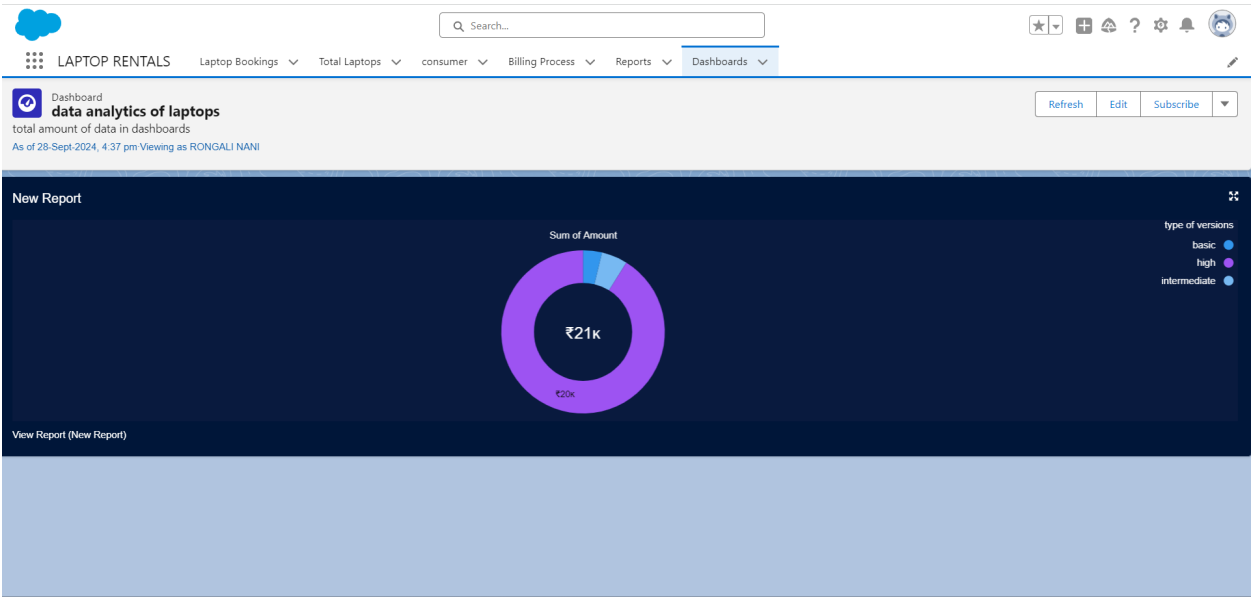 Search...
LAPTOP RENTALS Laptop Bookings Total Laptops consumer Billing Process Reports Dashboards
Dashboard
data analytics of laptops
total amount of data in dashboards
As of 28-Sept-2024, 4:37 pm·Viewing as RONGALI NANI
Refresh Edit Subscribe
New Report
Sum of Amount
₹21K
₹20K
type of versions
basic
high
intermediate
View Report (New Report)